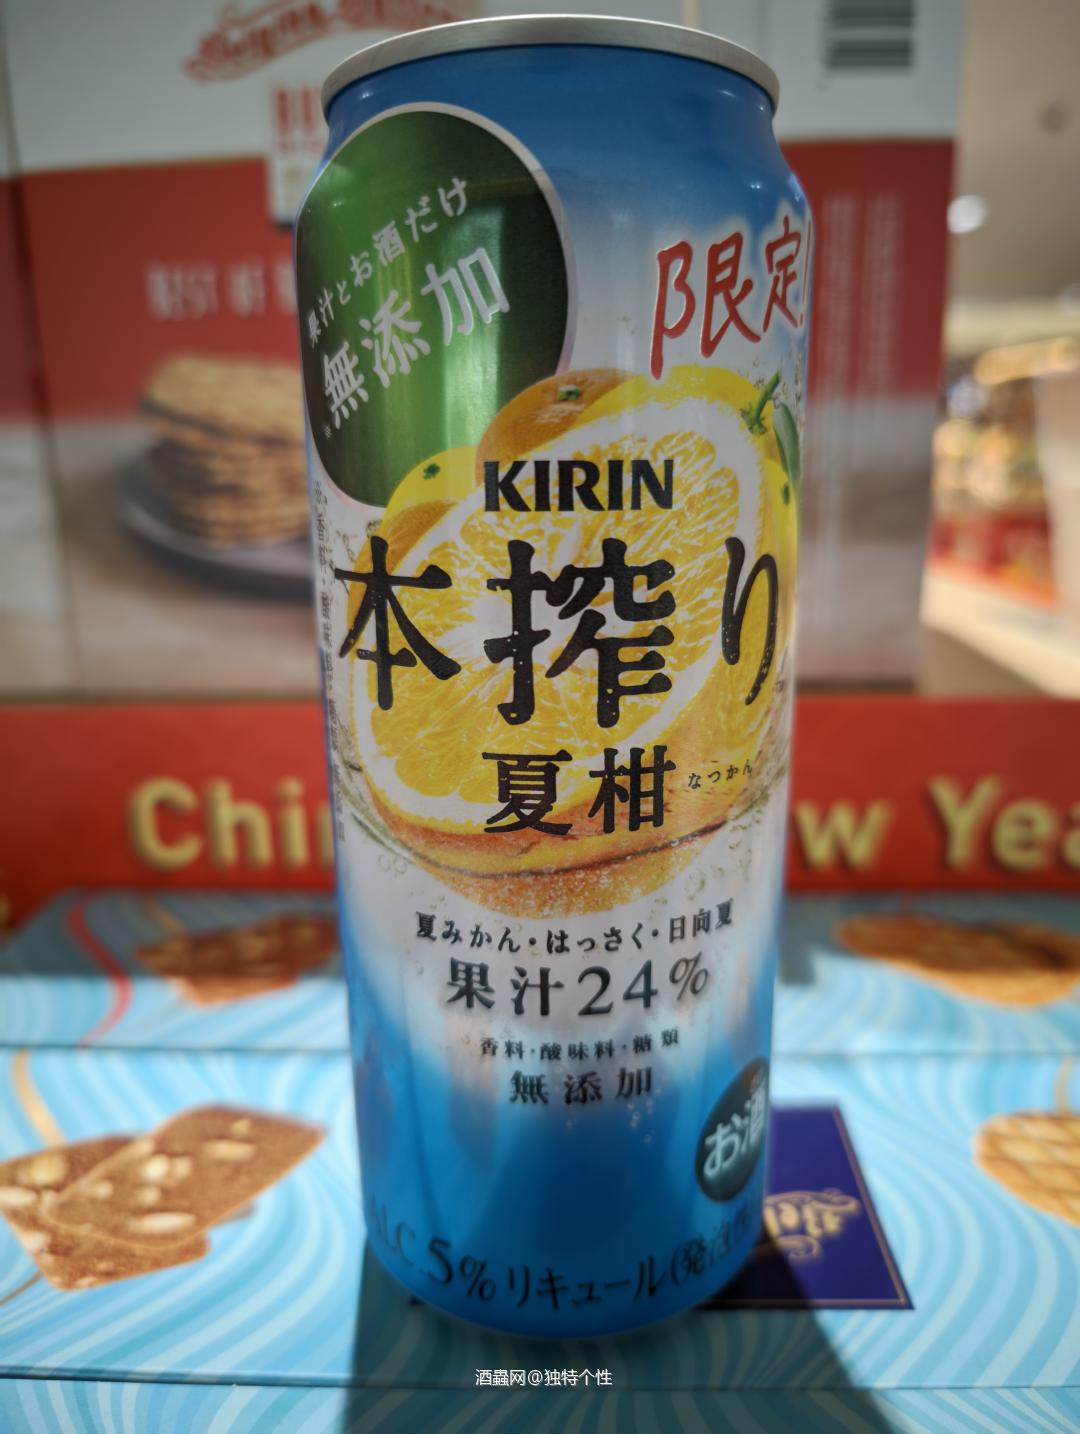 果汁とお酒だけ
無添加
限定!
KIRIN
本搾り
夏柑
なつかん
夏みかん・はっさく・日向夏
果汁24%
香料・酸味料・糖類
無添加
お酒
ALC.5%リキュール(発泡性
BEST OF
Chi
w Yea
酒蟲网@独特个性